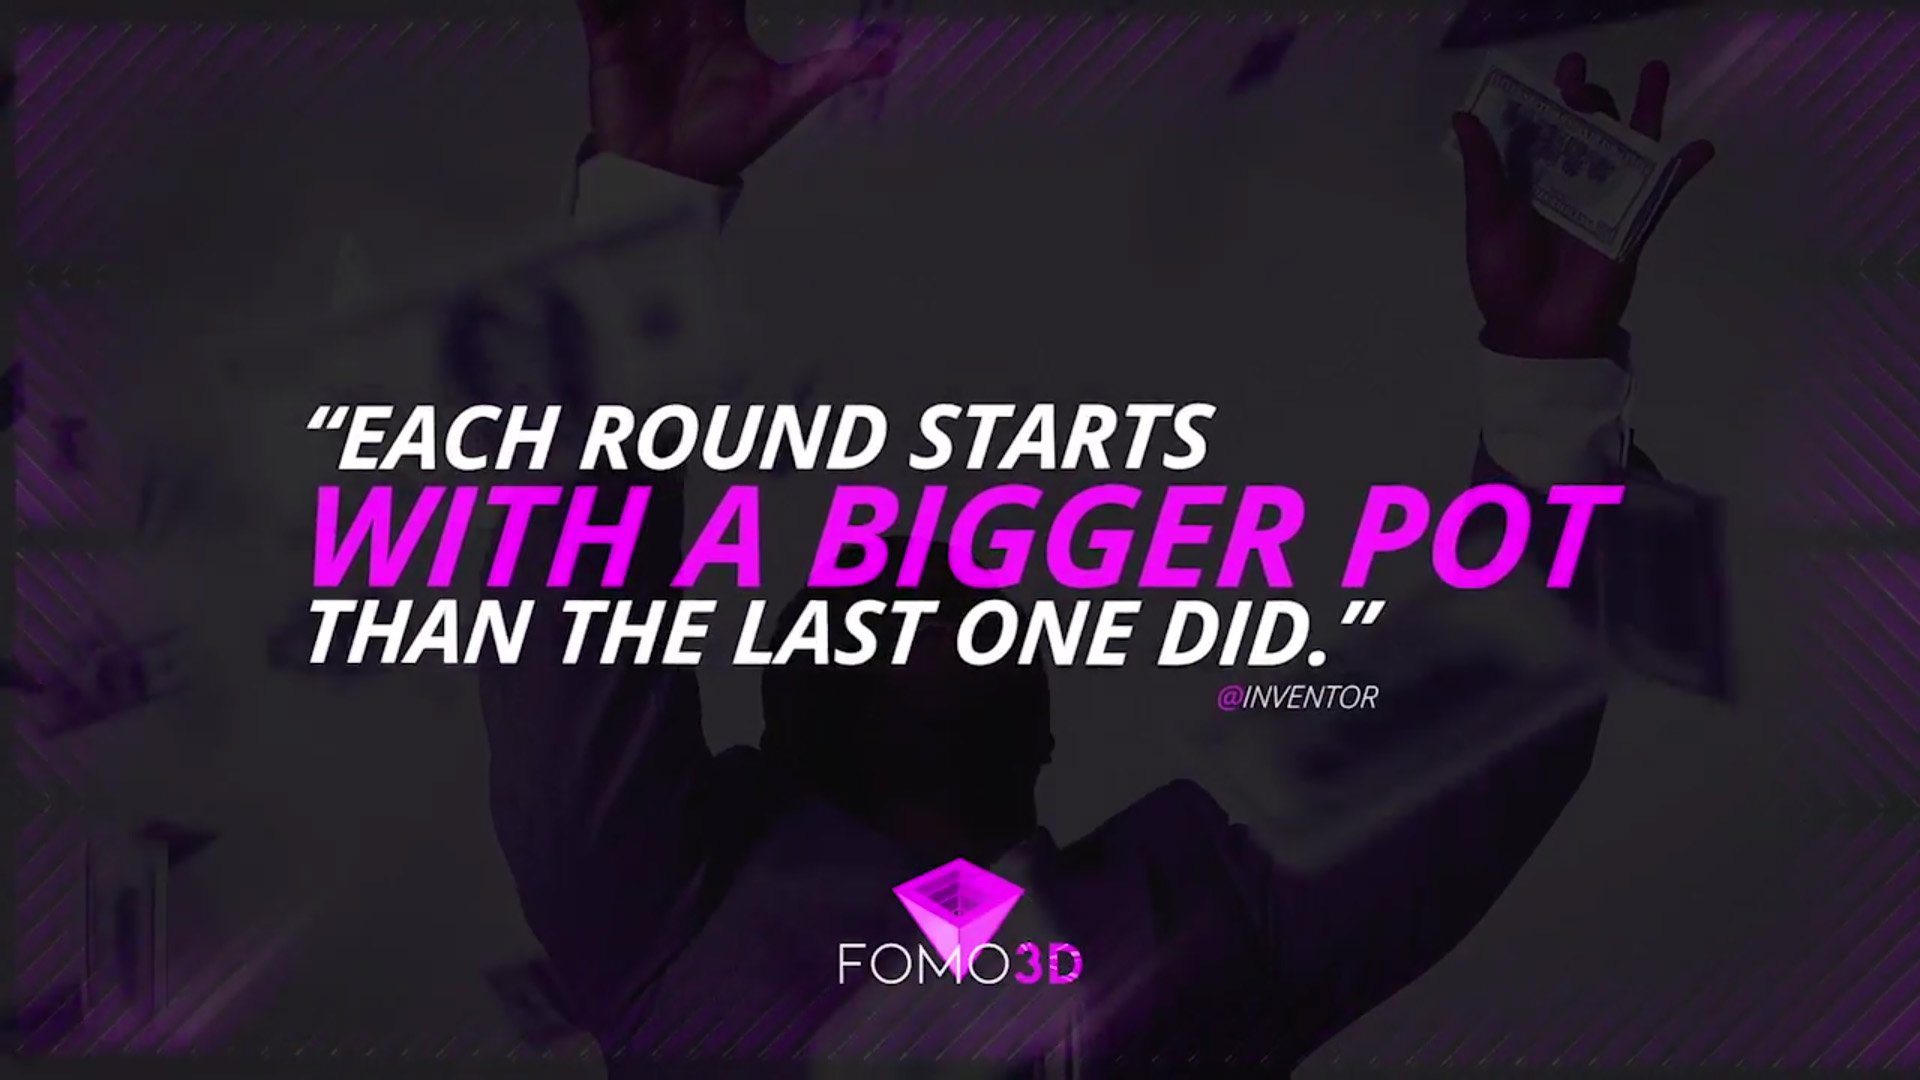 “EACH ROUND STARTS
WITH A BIGGER POT
THAN THE LAST ONE DID.”
@INVENTOR
FOMO3D